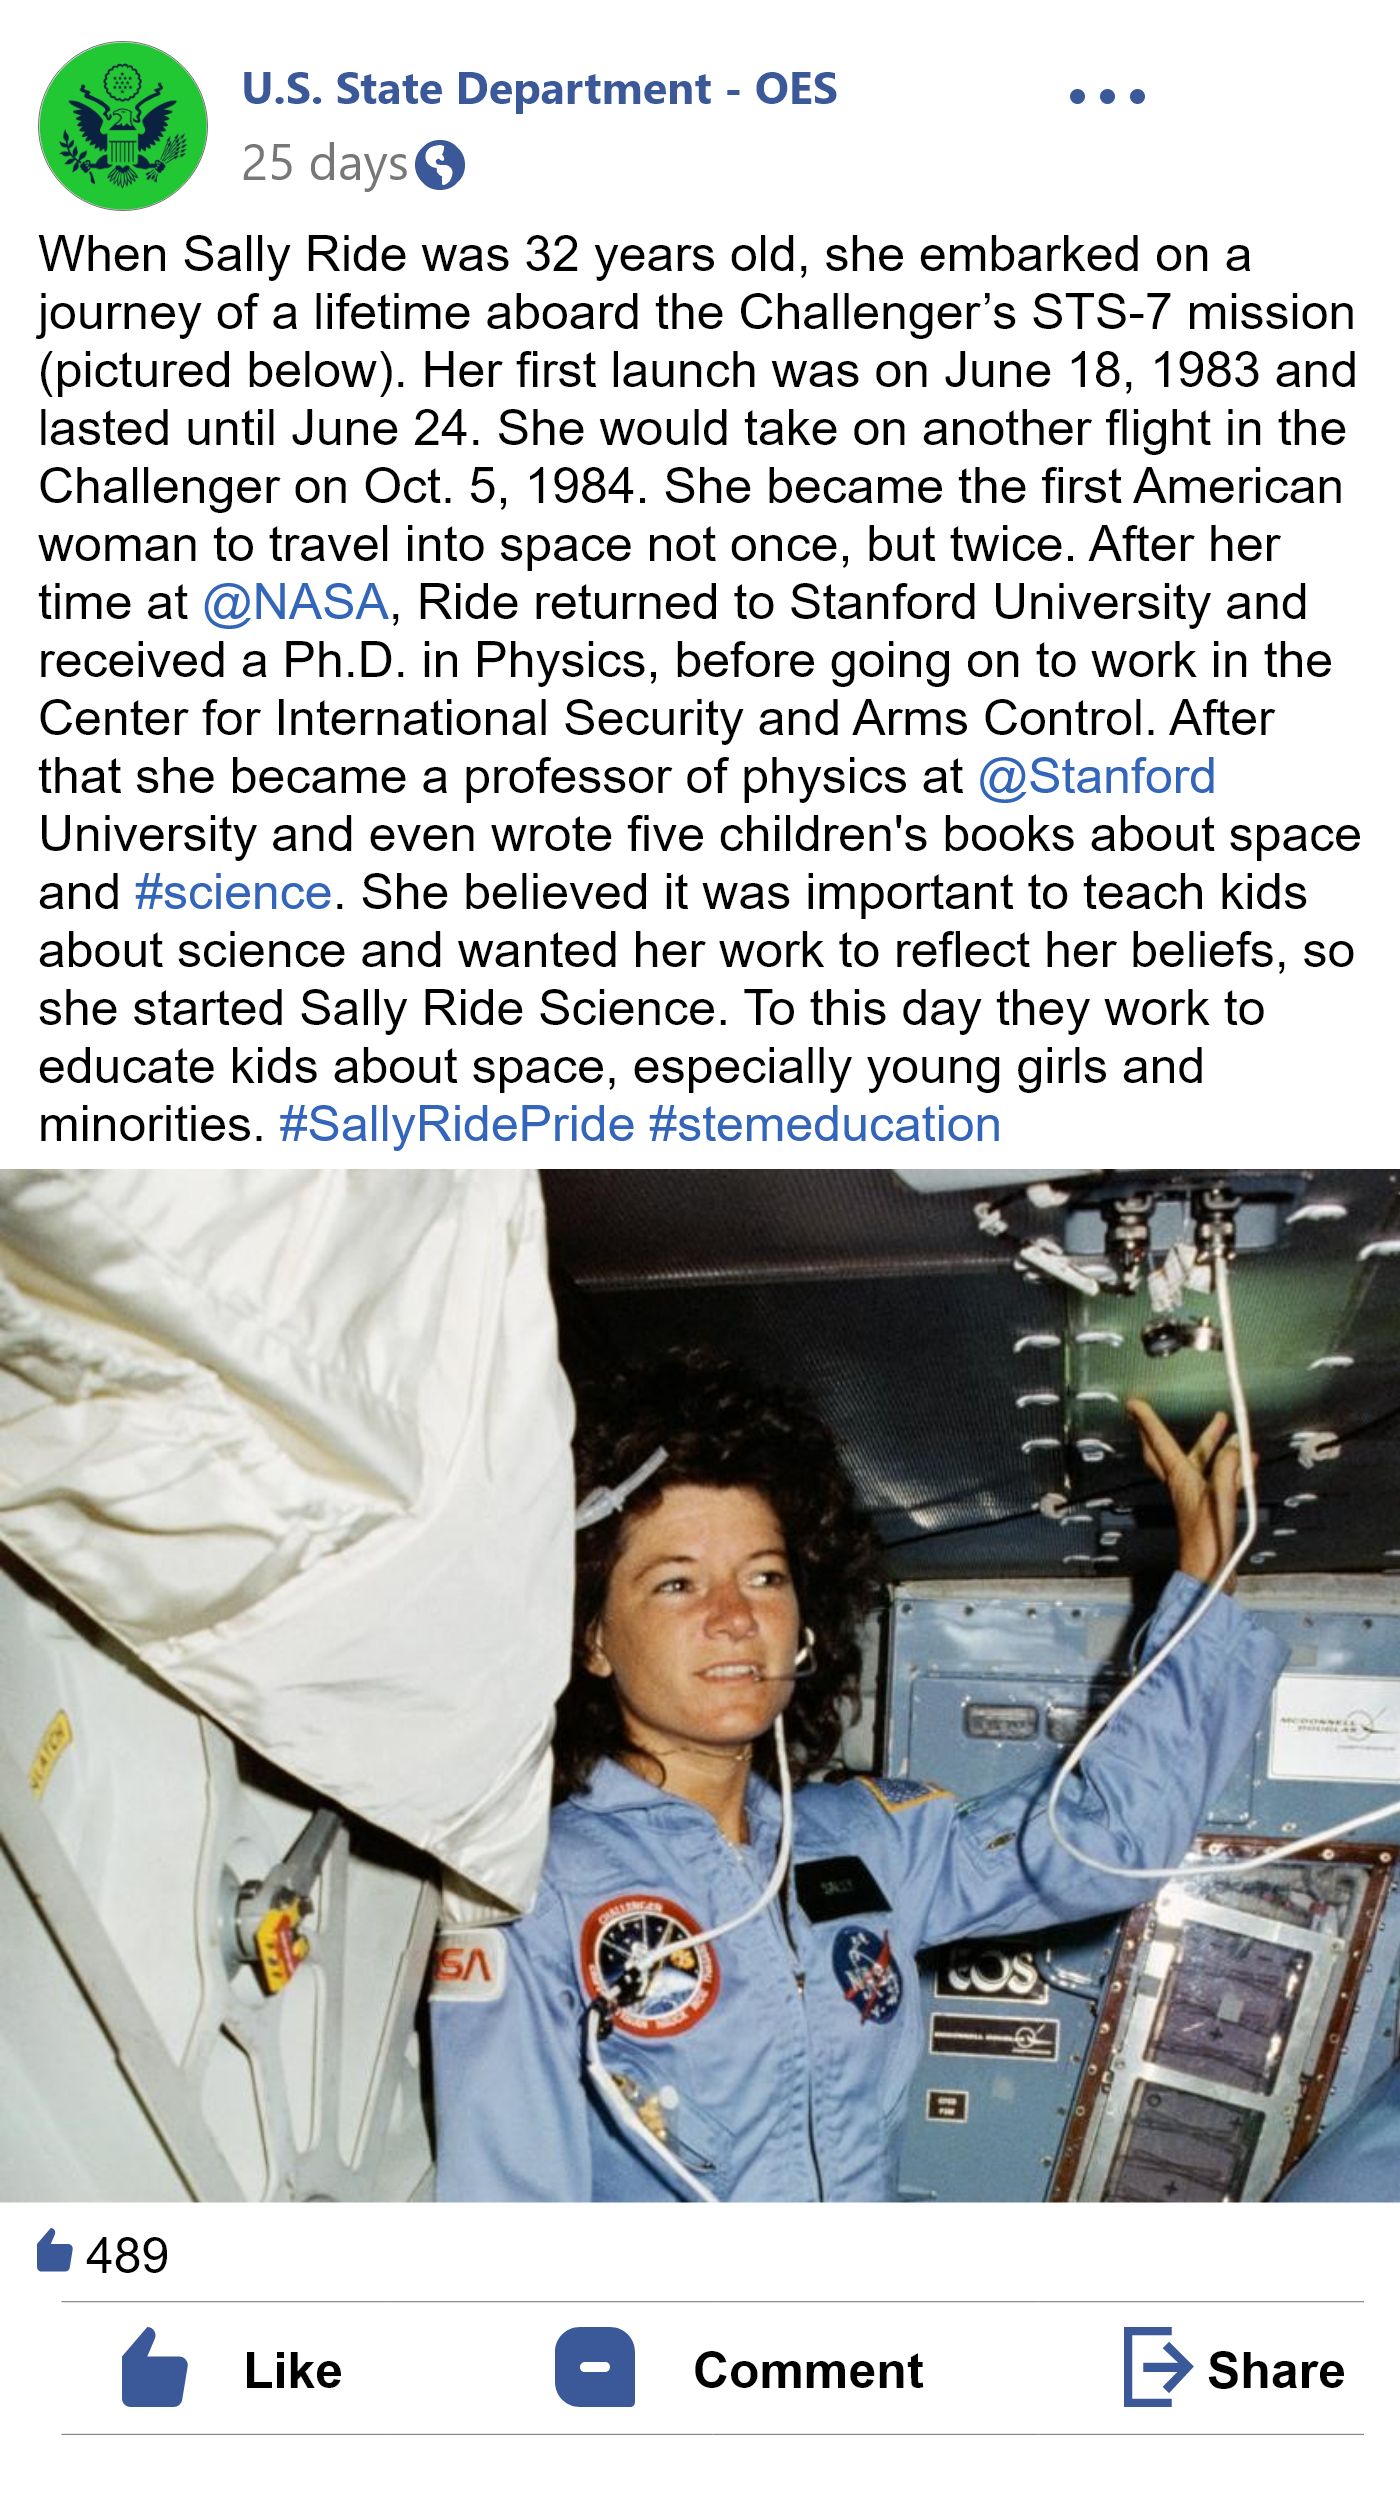 U.S. State Department - OES
25 days
When Sally Ride was 32 years old, she embarked on a
journey of a lifetime aboard the Challenger’s STS-7 mission
(pictured below). Her first launch was on June 18, 1983 and
lasted until June 24. She would take on another flight in the
Challenger on Oct. 5, 1984. She became the first American
woman to travel into space not once, but twice. After her
time at @NASA, Ride returned to Stanford University and
received a Ph.D. in Physics, before going on to work in the
Center for International Security and Arms Control. After
that she became a professor of physics at @Stanford
University and even wrote five children's books about space
and #science. She believed it was important to teach kids
about science and wanted her work to reflect her beliefs, so
she started Sally Ride Science. To this day they work to
educate kids about space, especially young girls and
minorities. #SallyRidePride #stemeducation
MCDONNELL
DOUGLAS
CHALLENGER
SALLY
NASA
EOS
489
Like
Comment
Share